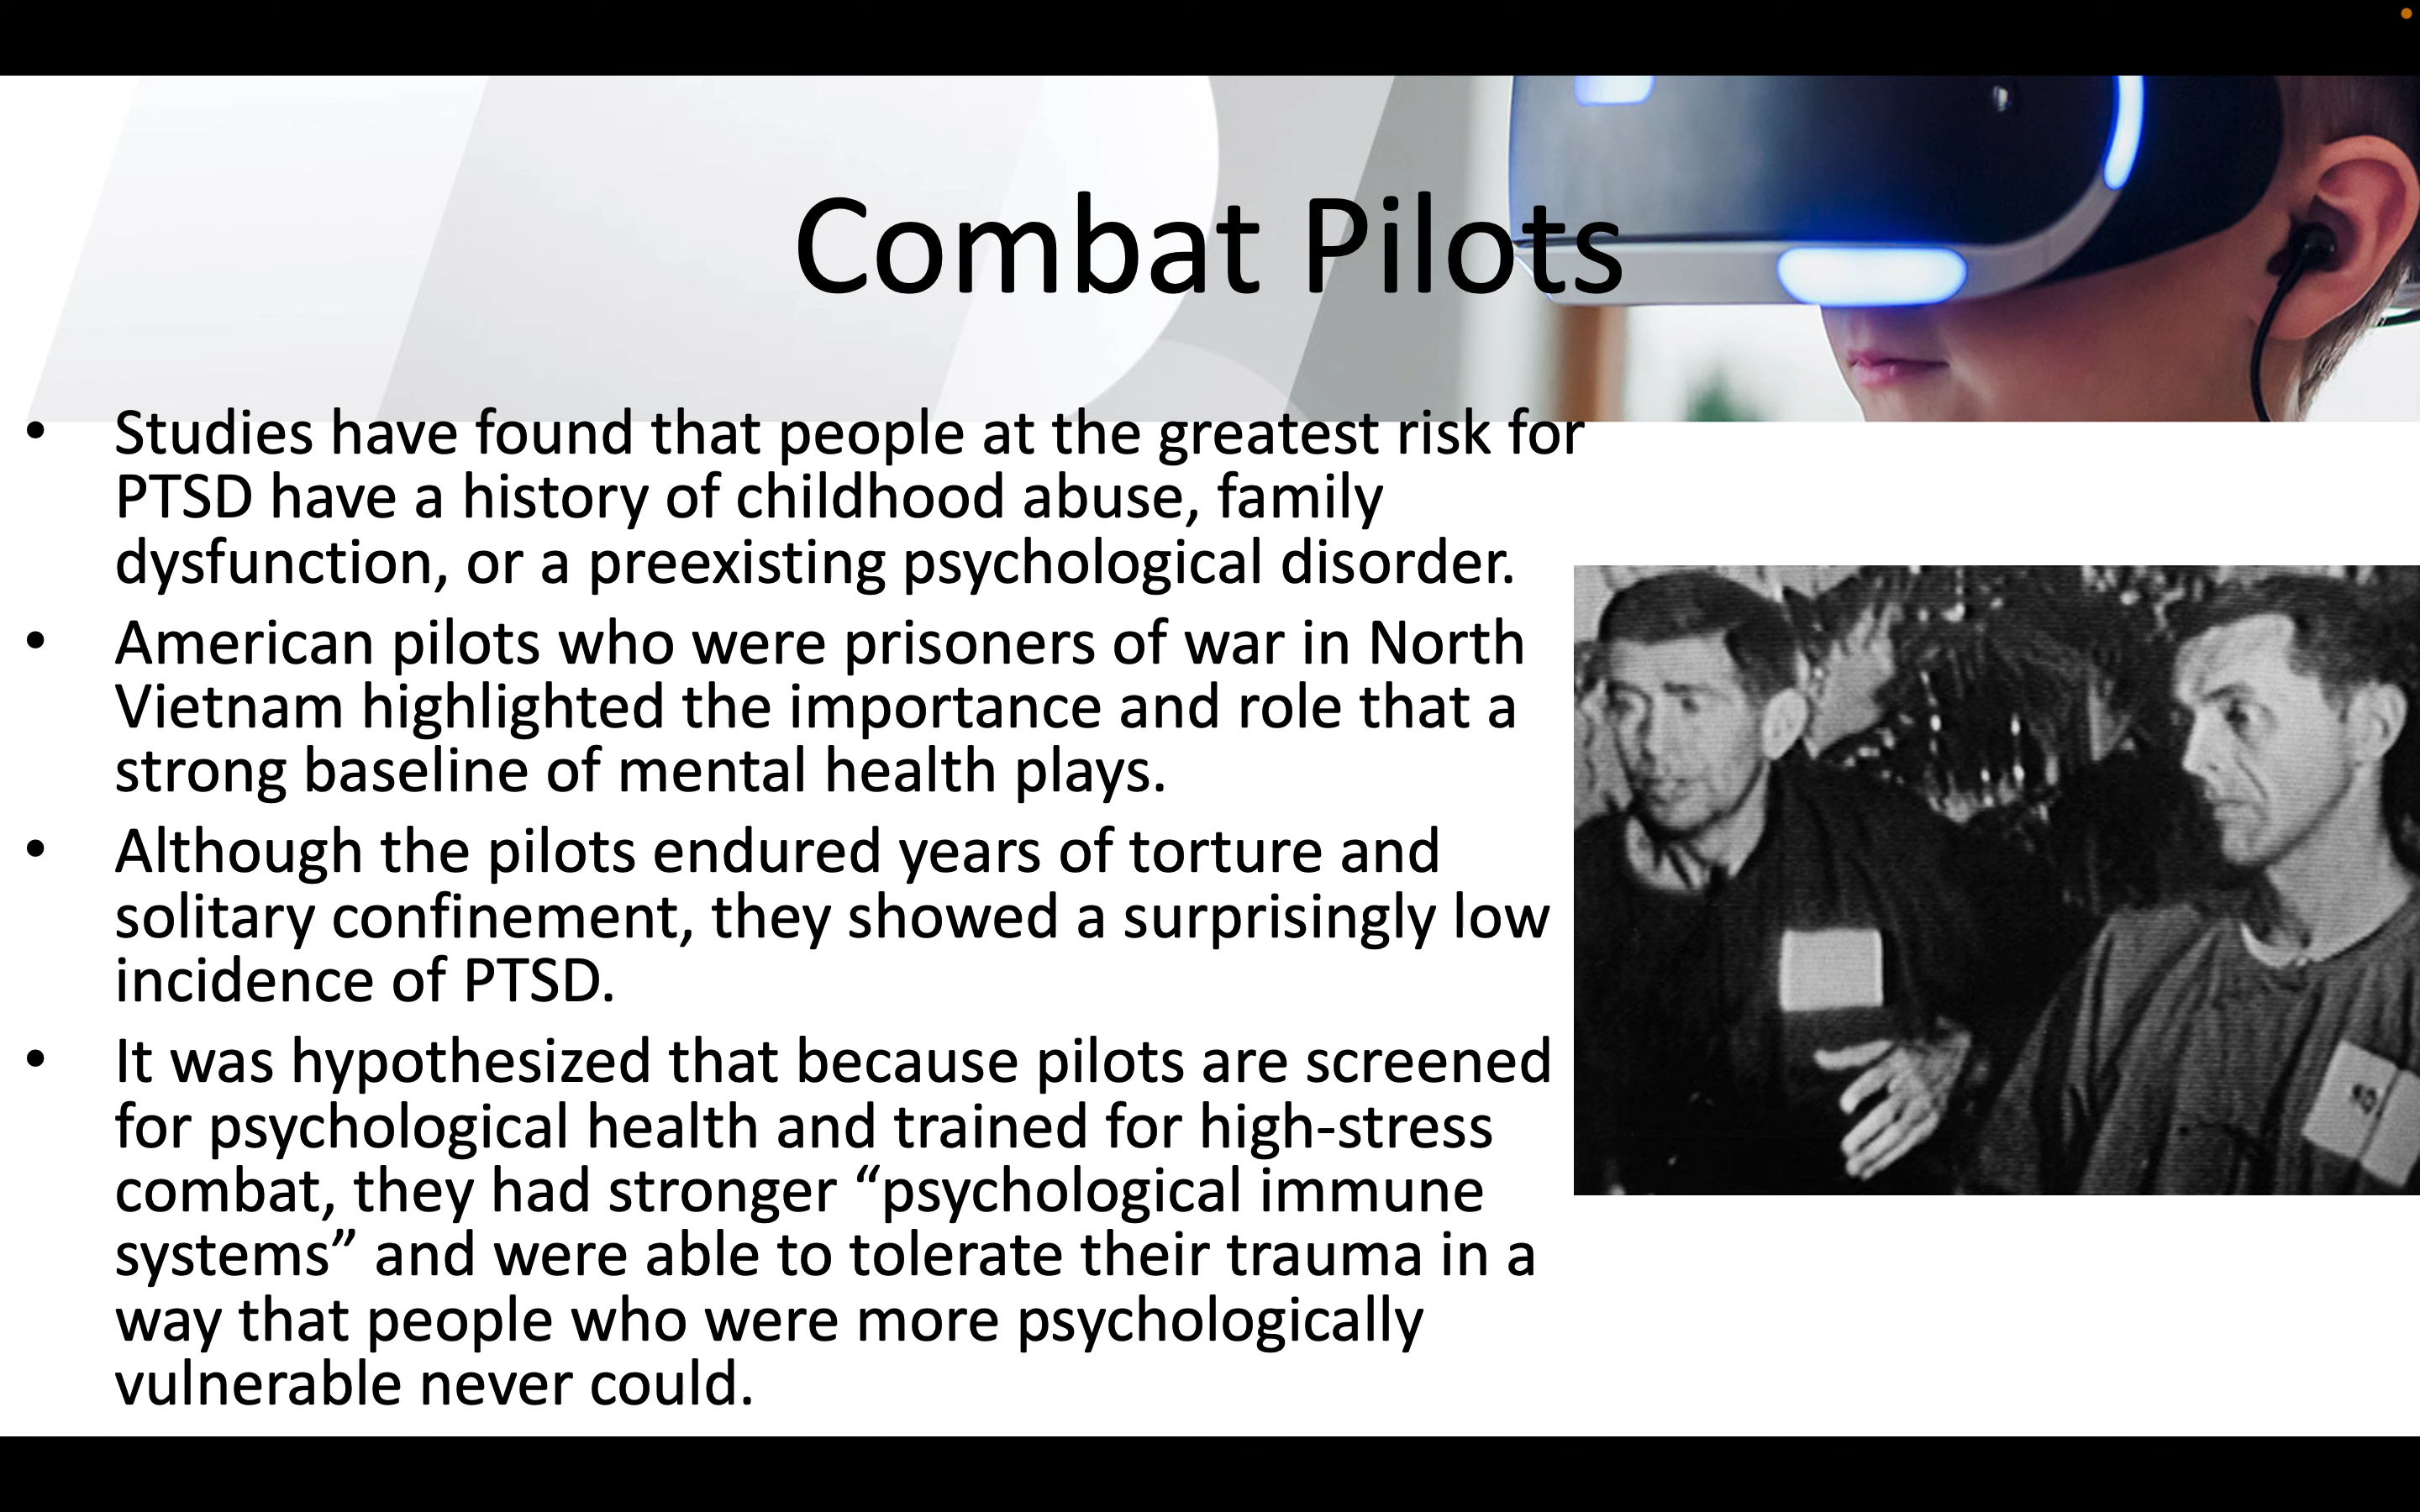 Combat Pilots
• Studies have found that people at the greatest risk for
PTSD have a history of childhood abuse, family
dysfunction, or a preexisting psychological disorder.
• American pilots who were prisoners of war in North
Vietnam highlighted the importance and role that a
strong baseline of mental health plays.
• Although the pilots endured years of torture and
solitary confinement, they showed a surprisingly low
incidence of PTSD.
• It was hypothesized that because pilots are screened
for psychological health and trained for high-stress
combat, they had stronger “psychological immune
systems” and were able to tolerate their trauma in a
way that people who were more psychologically
vulnerable never could.